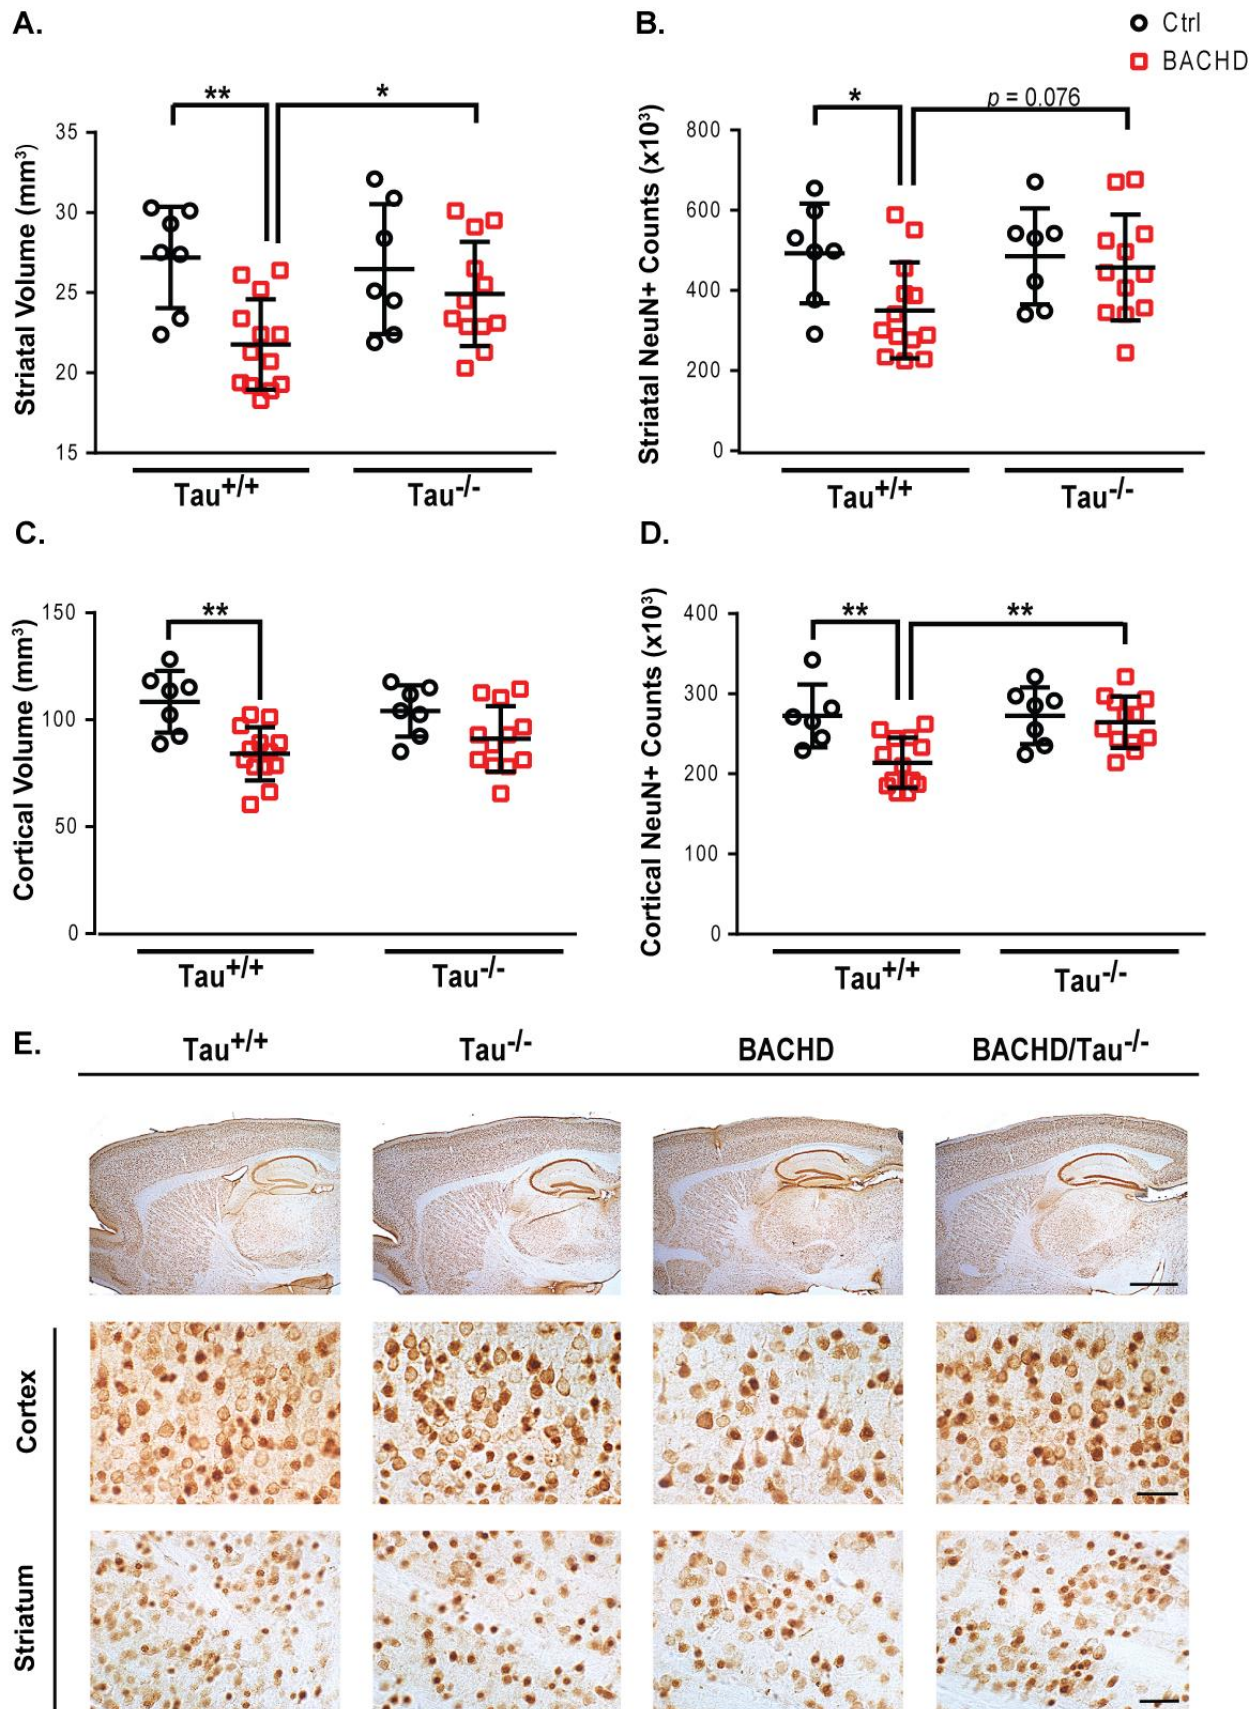 A.
B.
Ctrl
BACHD
Striatal Volume (mm³)
35
30
25
20
15
**
*
Tau+/+
Tau-/-
Striatal NeuN+ Counts (x10³)
800
600
400
200
0
*
p = 0.076
Tau+/+
Tau-/-
C.
D.
Cortical Volume (mm³)
150
100
50
0
**
Tau+/+
Tau-/-
Cortical NeuN+ Counts (x10³)
400
300
200
100
0
**
**
Tau+/+
Tau-/-
E.
Tau+/+
Tau-/-
BACHD
BACHD/Tau-/-
Cortex
Striatum